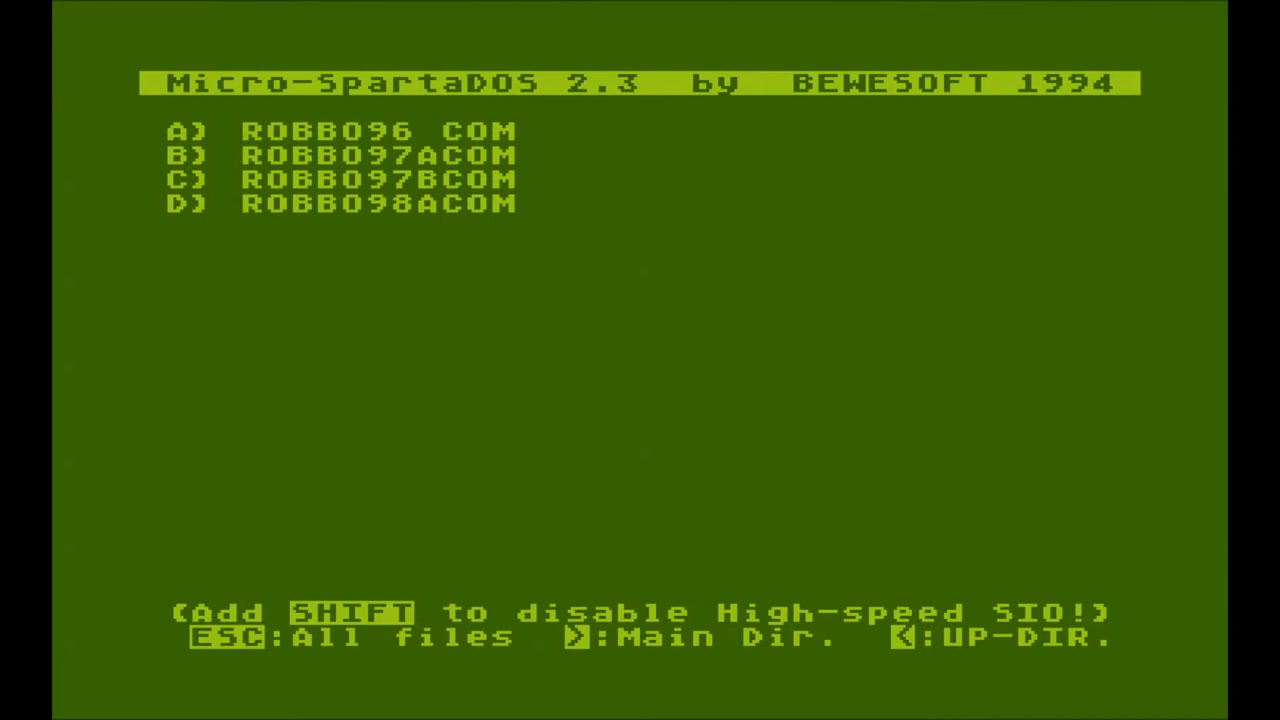 Micro-SpartaDOS 2.3 by BEWESOFT 1994
A) ROBBO96 COM
B) ROBBO97ACOM
C) ROBBO97BCOM
D) ROBBO98ACOM
(Add SHIFT to disable High-speed SIO!)
ESC:All files >:Main Dir. <:UP-DIR.